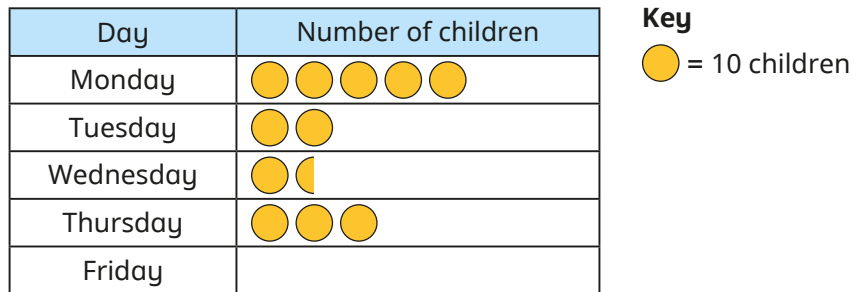 Day Number of children
Monday
Tuesday
Wednesday
Thursday
Friday
Key
= 10 children